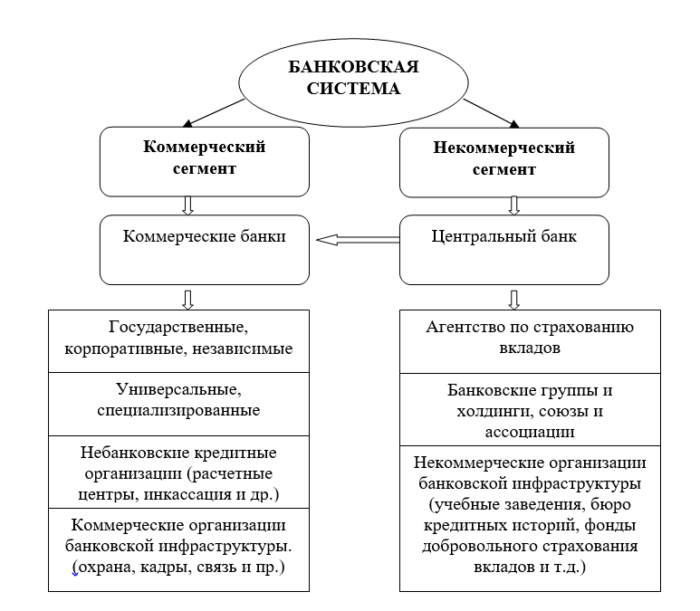 БАНКОВСКАЯ
СИСТЕМА
Коммерческий
сегмент
Некоммерческий
сегмент
Коммерческие банки
Центральный банк
Государственные,
корпоративные, независимые
Универсальные,
специализированные
Небанковские кредитные
организации (расчетные
центры, инкассация и др.)
Коммерческие организации
банковской инфраструктуры.
(охрана, кадры, связь и пр.)
Агентство по страхованию
вкладов
Банковские группы и
холдинги, союзы и
ассоциации
Некоммерческие организации
банковской инфраструктуры
(учебные заведения, бюро
кредитных историй, фонды
добровольного страхования
вкладов и т.д.)